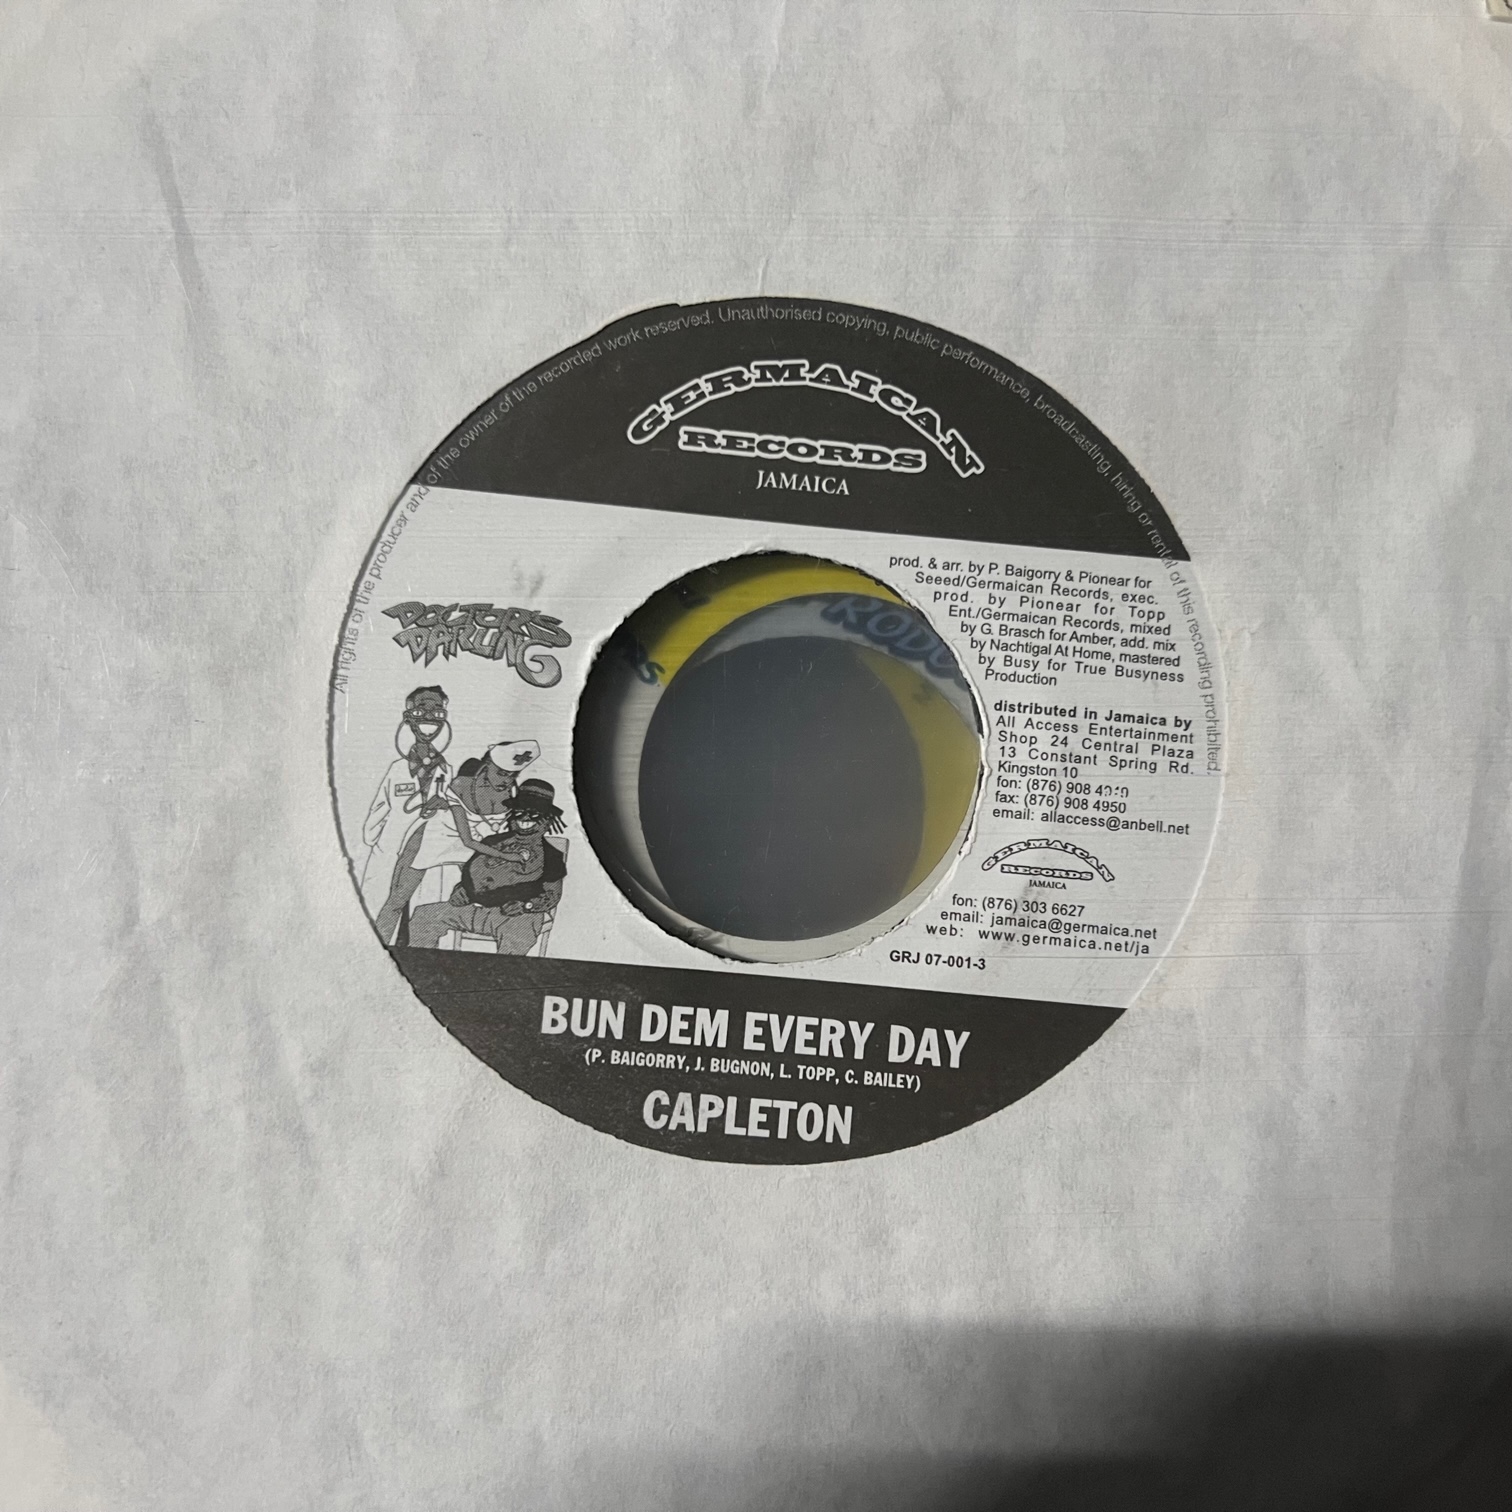 All rights of the producer and of the owner of the recorded work reserved. Unauthorised copying, public performance, broadcasting, hiring or rental of this recording prohibited.
GERMAICAN
RECORDS
JAMAICA
DOCTOR'S
DARLING
prod. & arr. by P. Baigorry & Pionear for
Seeed/Germaican Records, exec.
prod. by Pionear for Topp
Ent./Germaican Records, mixed
by G. Brasch for Amber, add. mix
by Nachtigal At Home, mastered
by Busy for True Busyness
Production
distributed in Jamaica by
All Access Entertainment
Shop 24 Central Plaza
13 Constant Spring Rd.
Kingston 10
fon: (876) 908
fax: (876) 908 4950
email: allaccess@anbell.net
GERMAICAN
RECORDS
JAMAICA
fon: (876) 303 6627
email: jamaica@germaica.net
web: www.germaica.net/ja
GRJ 07-001-3
BUN DEM EVERY DAY
(P. BAIGORRY, J. BUGNON, L. TOPP, C. BAILEY)
CAPLETON